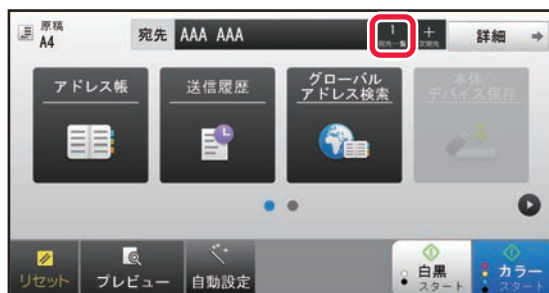 原稿
A4
宛先 AAA AAA
1
宛先一覧
+
次宛先
詳細
アドレス帳
送信履歴
グローバル
アドレス検索
本体/
デバイス保存
リセット
プレビュー
自動設定
白黒
スタート
カラー
スタート